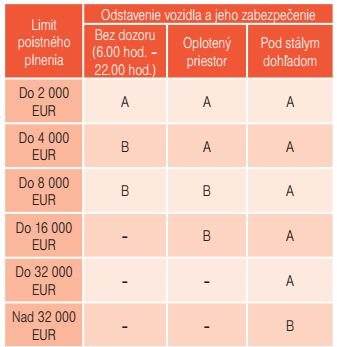 Limit
poistného
plnenia
Odstavenie vozidla a jeho zabezpečenie
Bez dozoru
(6.00 hod. –
22.00 hod.)
Oplotený
priestor
Pod stálym
dohľadom
Do 2 000
EUR
A
A
A
Do 4 000
EUR
B
A
A
Do 8 000
EUR
B
B
A
Do 16 000
EUR
–
B
A
Do 32 000
EUR
–
–
A
Nad 32 000
EUR
–
–
B